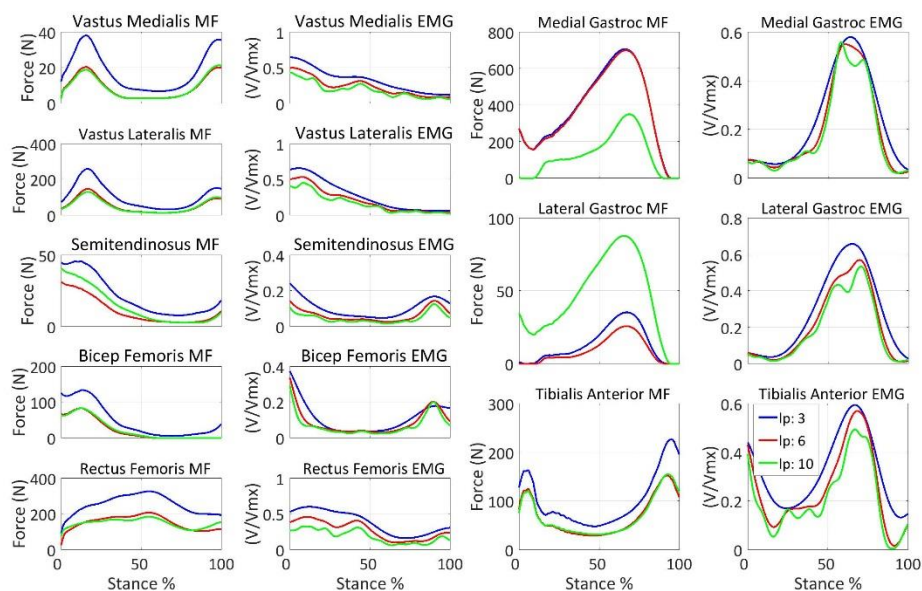 Vastus Medialis MF
Force (N)
40
20
0
Vastus Medialis EMG
(V/Vmx)
1
0.5
0
Vastus Lateralis MF
Force (N)
400
200
0
Vastus Lateralis EMG
(V/Vmx)
1
0.5
0
Semitendinosus MF
Force (N)
50
0
Semitendinosus EMG
(V/Vmx)
0.4
0.2
0
Bicep Femoris MF
Force (N)
200
100
0
Bicep Femoris EMG
(V/Vmx)
0.4
0.2
0
Rectus Femoris MF
Force (N)
400
200
0
0
50
100
Stance %
Rectus Femoris EMG
(V/Vmx)
1
0.5
0
0
50
100
Stance %
Medial Gastroc MF
Force (N)
800
600
400
200
0
Medial Gastroc EMG
(V/Vmx)
0.6
0.4
0.2
0
Lateral Gastroc MF
Force (N)
100
50
0
Lateral Gastroc EMG
(V/Vmx)
0.8
0.6
0.4
0.2
0
Tibialis Anterior MF
Force (N)
300
200
100
0
0
50
100
Stance %
Tibialis Anterior EMG
(V/Vmx)
0.6
0.4
0.2
0
lp: 3
lp: 6
lp: 10
0
50
100
Stance %